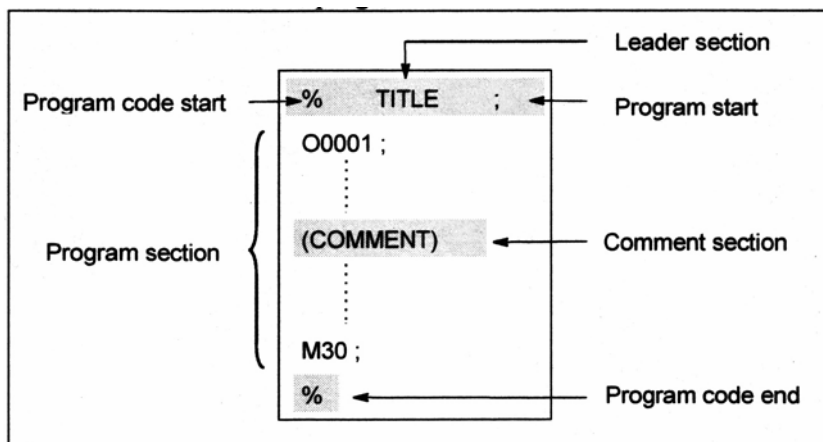 Leader section
Program code start % TITLE ; Program start
O0001 ;
Program section (COMMENT) Comment section
M30 ;
% Program code end